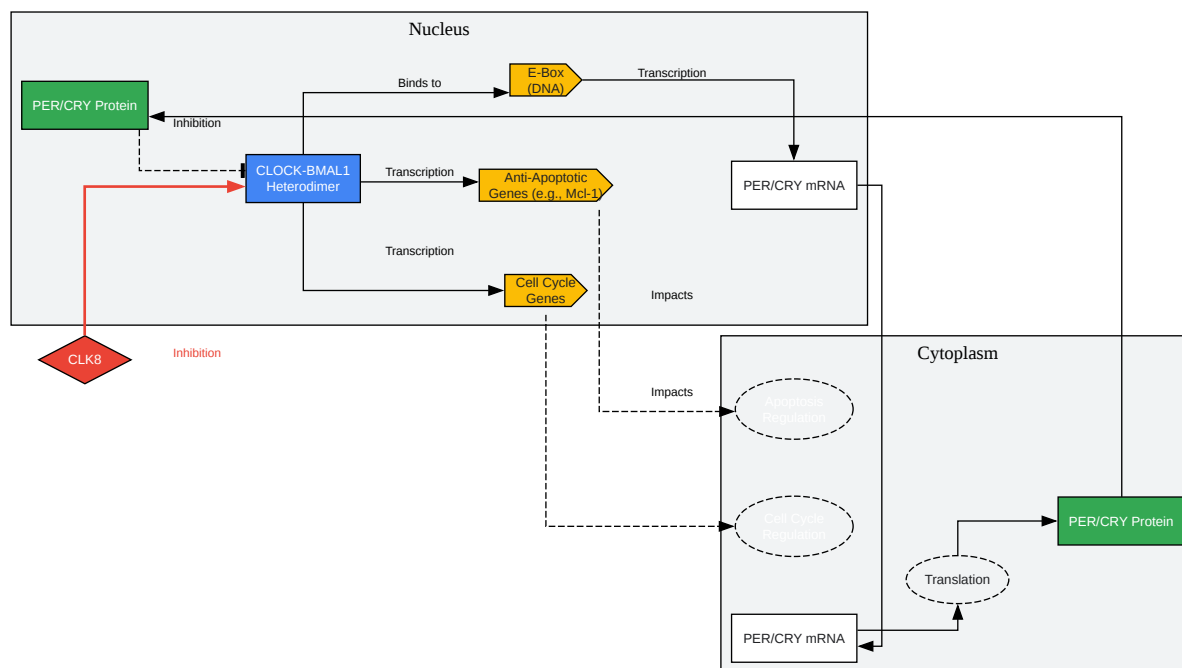 Nucleus
E-Box
(DNA)
Transcription
Binds to
PER/CRY Protein
Inhibition
CLOCK-BMAL1
Heterodimer
Transcription
Anti-Apoptotic
Genes (e.g., Mcl-1)
PER/CRY mRNA
Transcription
Cell Cycle
Genes
Impacts
CLK8
Inhibition
Cytoplasm
Impacts
Apoptosis
Regulation
Cell Cycle
Regulation
PER/CRY Protein
Translation
PER/CRY mRNA